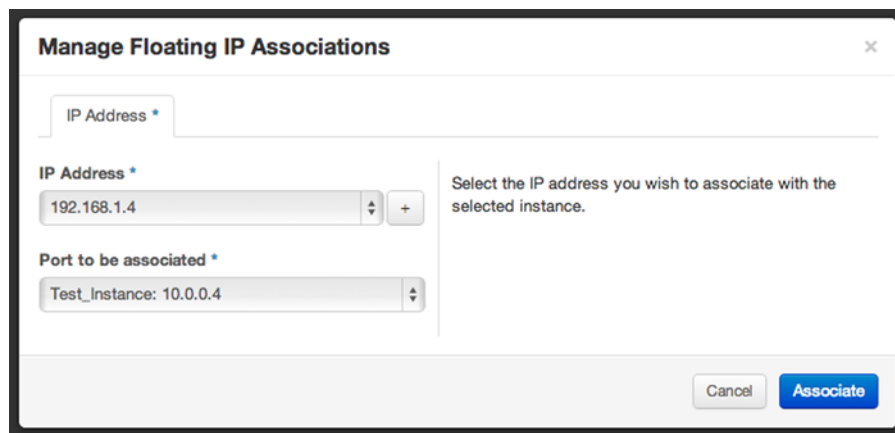 Manage Floating IP Associations ×
IP Address *
IP Address *
192.168.1.4 +
Select the IP address you wish to associate with the
selected instance.
Port to be associated *
Test_Instance: 10.0.0.4
Cancel Associate